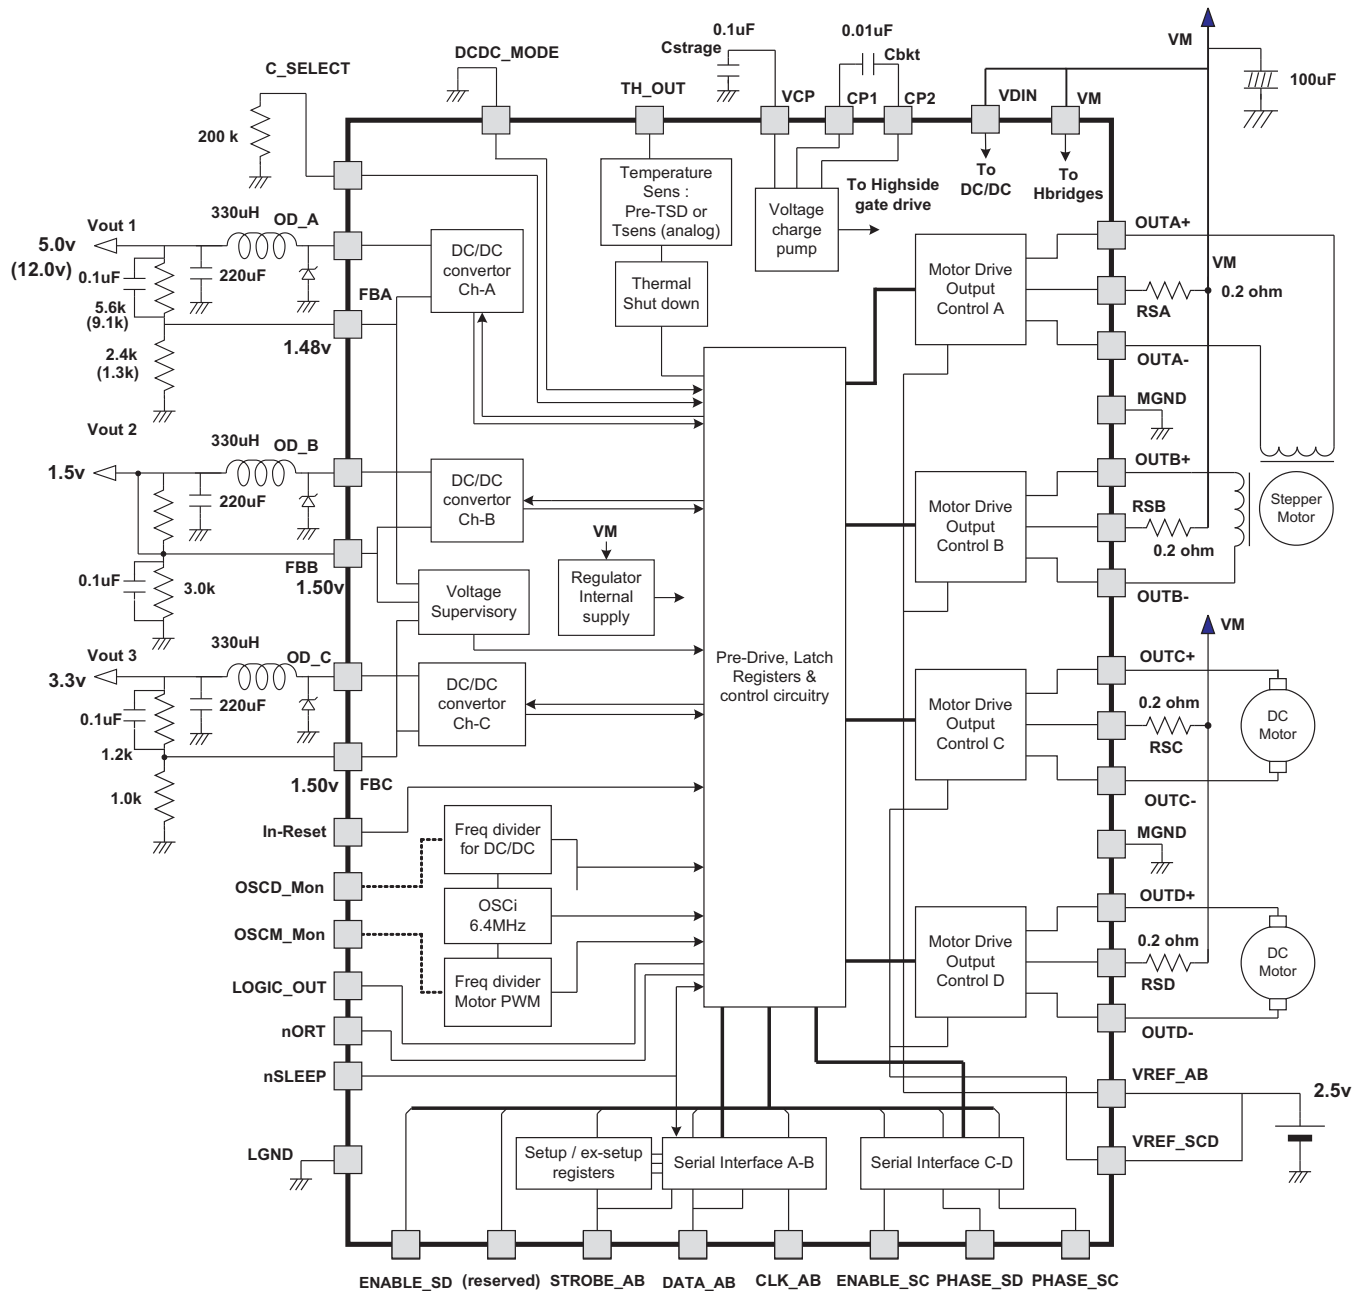 0.1uF
Cstrage
0.01uF
Cbkt
VM
100uF
DCDC_MODE
C_SELECT
TH_OUT
VCP
CP1
CP2
VDIN
VM
200 k
Temperature
Sens :
Pre-TSD or
Tsens (analog)
To Highside
gate drive
To
DC/DC
To
Hbridges
Voltage
charge
pump
Thermal
Shut down
Vout 1
330uH
OD_A
5.0v
(12.0v)
0.1uF
220uF
5.6k
(9.1k)
FBA
2.4k
(1.3k)
1.48v
DC/DC
convertor
Ch-A
Motor Drive
Output
Control A
OUTA+
VM
0.2 ohm
RSA
OUTA-
MGND
Vout 2
330uH
OD_B
1.5v
220uF
FBB
0.1uF
3.0k
1.50v
DC/DC
convertor
Ch-B
VM
Regulator
Internal
supply
Voltage
Supervisory
Motor Drive
Output
Control B
OUTB+
RSB
0.2 ohm
OUTB-
Stepper
Motor
VM
Vout 3
330uH
OD_C
3.3v
0.1uF
220uF
1.2k
1.0k
1.50v
FBC
DC/DC
convertor
Ch-C
Pre-Drive, Latch
Registers &
control circuitry
Motor Drive
Output
Control C
OUTC+
0.2 ohm
RSC
OUTC-
DC
Motor
MGND
In-Reset
OSCD_Mon
OSCM_Mon
LOGIC_OUT
nORT
nSLEEP
LGND
Freq divider
for DC/DC
OSCi
6.4MHz
Freq divider
Motor PWM
Motor Drive
Output
Control D
OUTD+
0.2 ohm
RSD
OUTD-
DC
Motor
VREF_AB
2.5v
VREF_SCD
Setup / ex-setup
registers
Serial Interface A-B
Serial Interface C-D
ENABLE_SD
(reserved)
STROBE_AB
DATA_AB
CLK_AB
ENABLE_SC
PHASE_SD
PHASE_SC